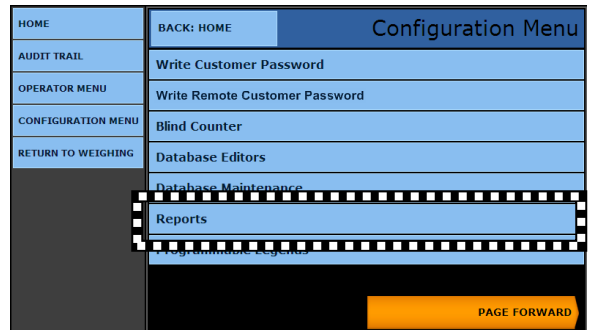 HOME
AUDIT TRAIL
OPERATOR MENU
CONFIGURATION MENU
RETURN TO WEIGHING
BACK: HOME
Configuration Menu
Write Customer Password
Write Remote Customer Password
Blind Counter
Database Editors
Database Maintenance
Reports
Programmable Legends
PAGE FORWARD